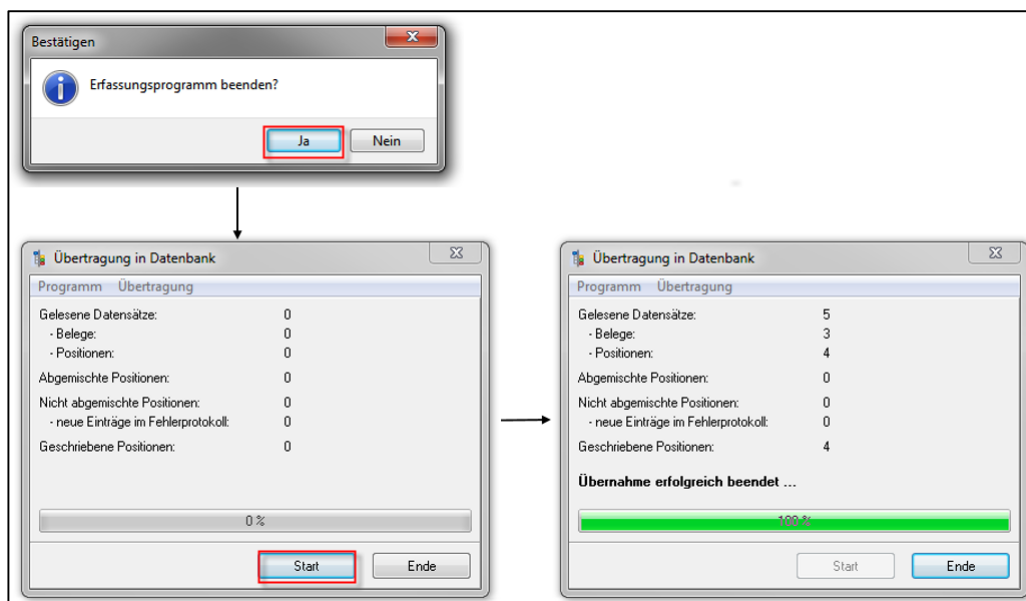 Bestätigen
Erfassungsprogramm beenden?
Ja Nein
Übertragung in Datenbank
Programm Übertragung
Gelesene Datensätze: 0
- Belege: 0
- Positionen: 0
Abgemischte Positionen: 0
Nicht abgemischte Positionen: 0
- neue Einträge im Fehlerprotokoll: 0
Geschriebene Positionen: 0
0 %
Start Ende
Übertragung in Datenbank
Programm Übertragung
Gelesene Datensätze: 5
- Belege: 3
- Positionen: 4
Abgemischte Positionen: 0
Nicht abgemischte Positionen: 0
- neue Einträge im Fehlerprotokoll: 0
Geschriebene Positionen: 4
Übernahme erfolgreich beendet ...
100 %
Start Ende